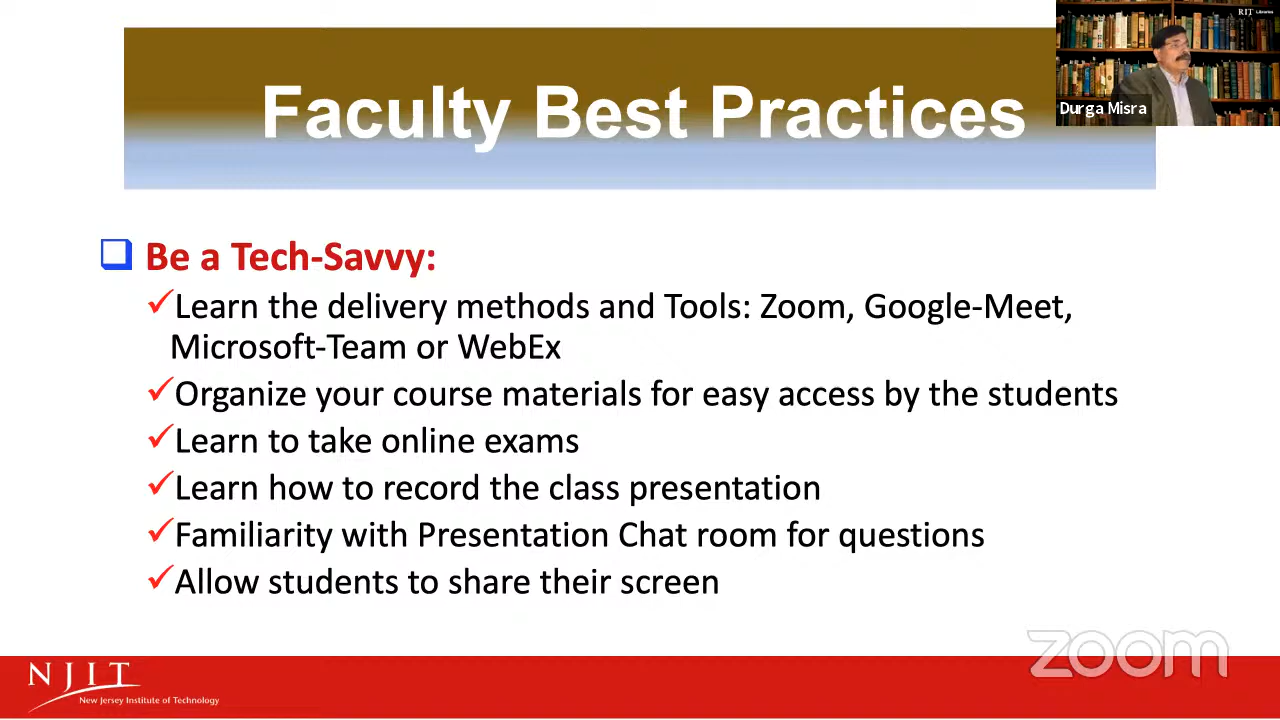 RIT Libraries
Faculty Best Practices
Durga Misra
Be a Tech-Savvy:
✓Learn the delivery methods and Tools: Zoom, Google-Meet,
Microsoft-Team or WebEx
✓Organize your course materials for easy access by the students
✓Learn to take online exams
✓Learn how to record the class presentation
✓Familiarity with Presentation Chat room for questions
✓Allow students to share their screen
zoom
NJIT
New Jersey Institute of Technology